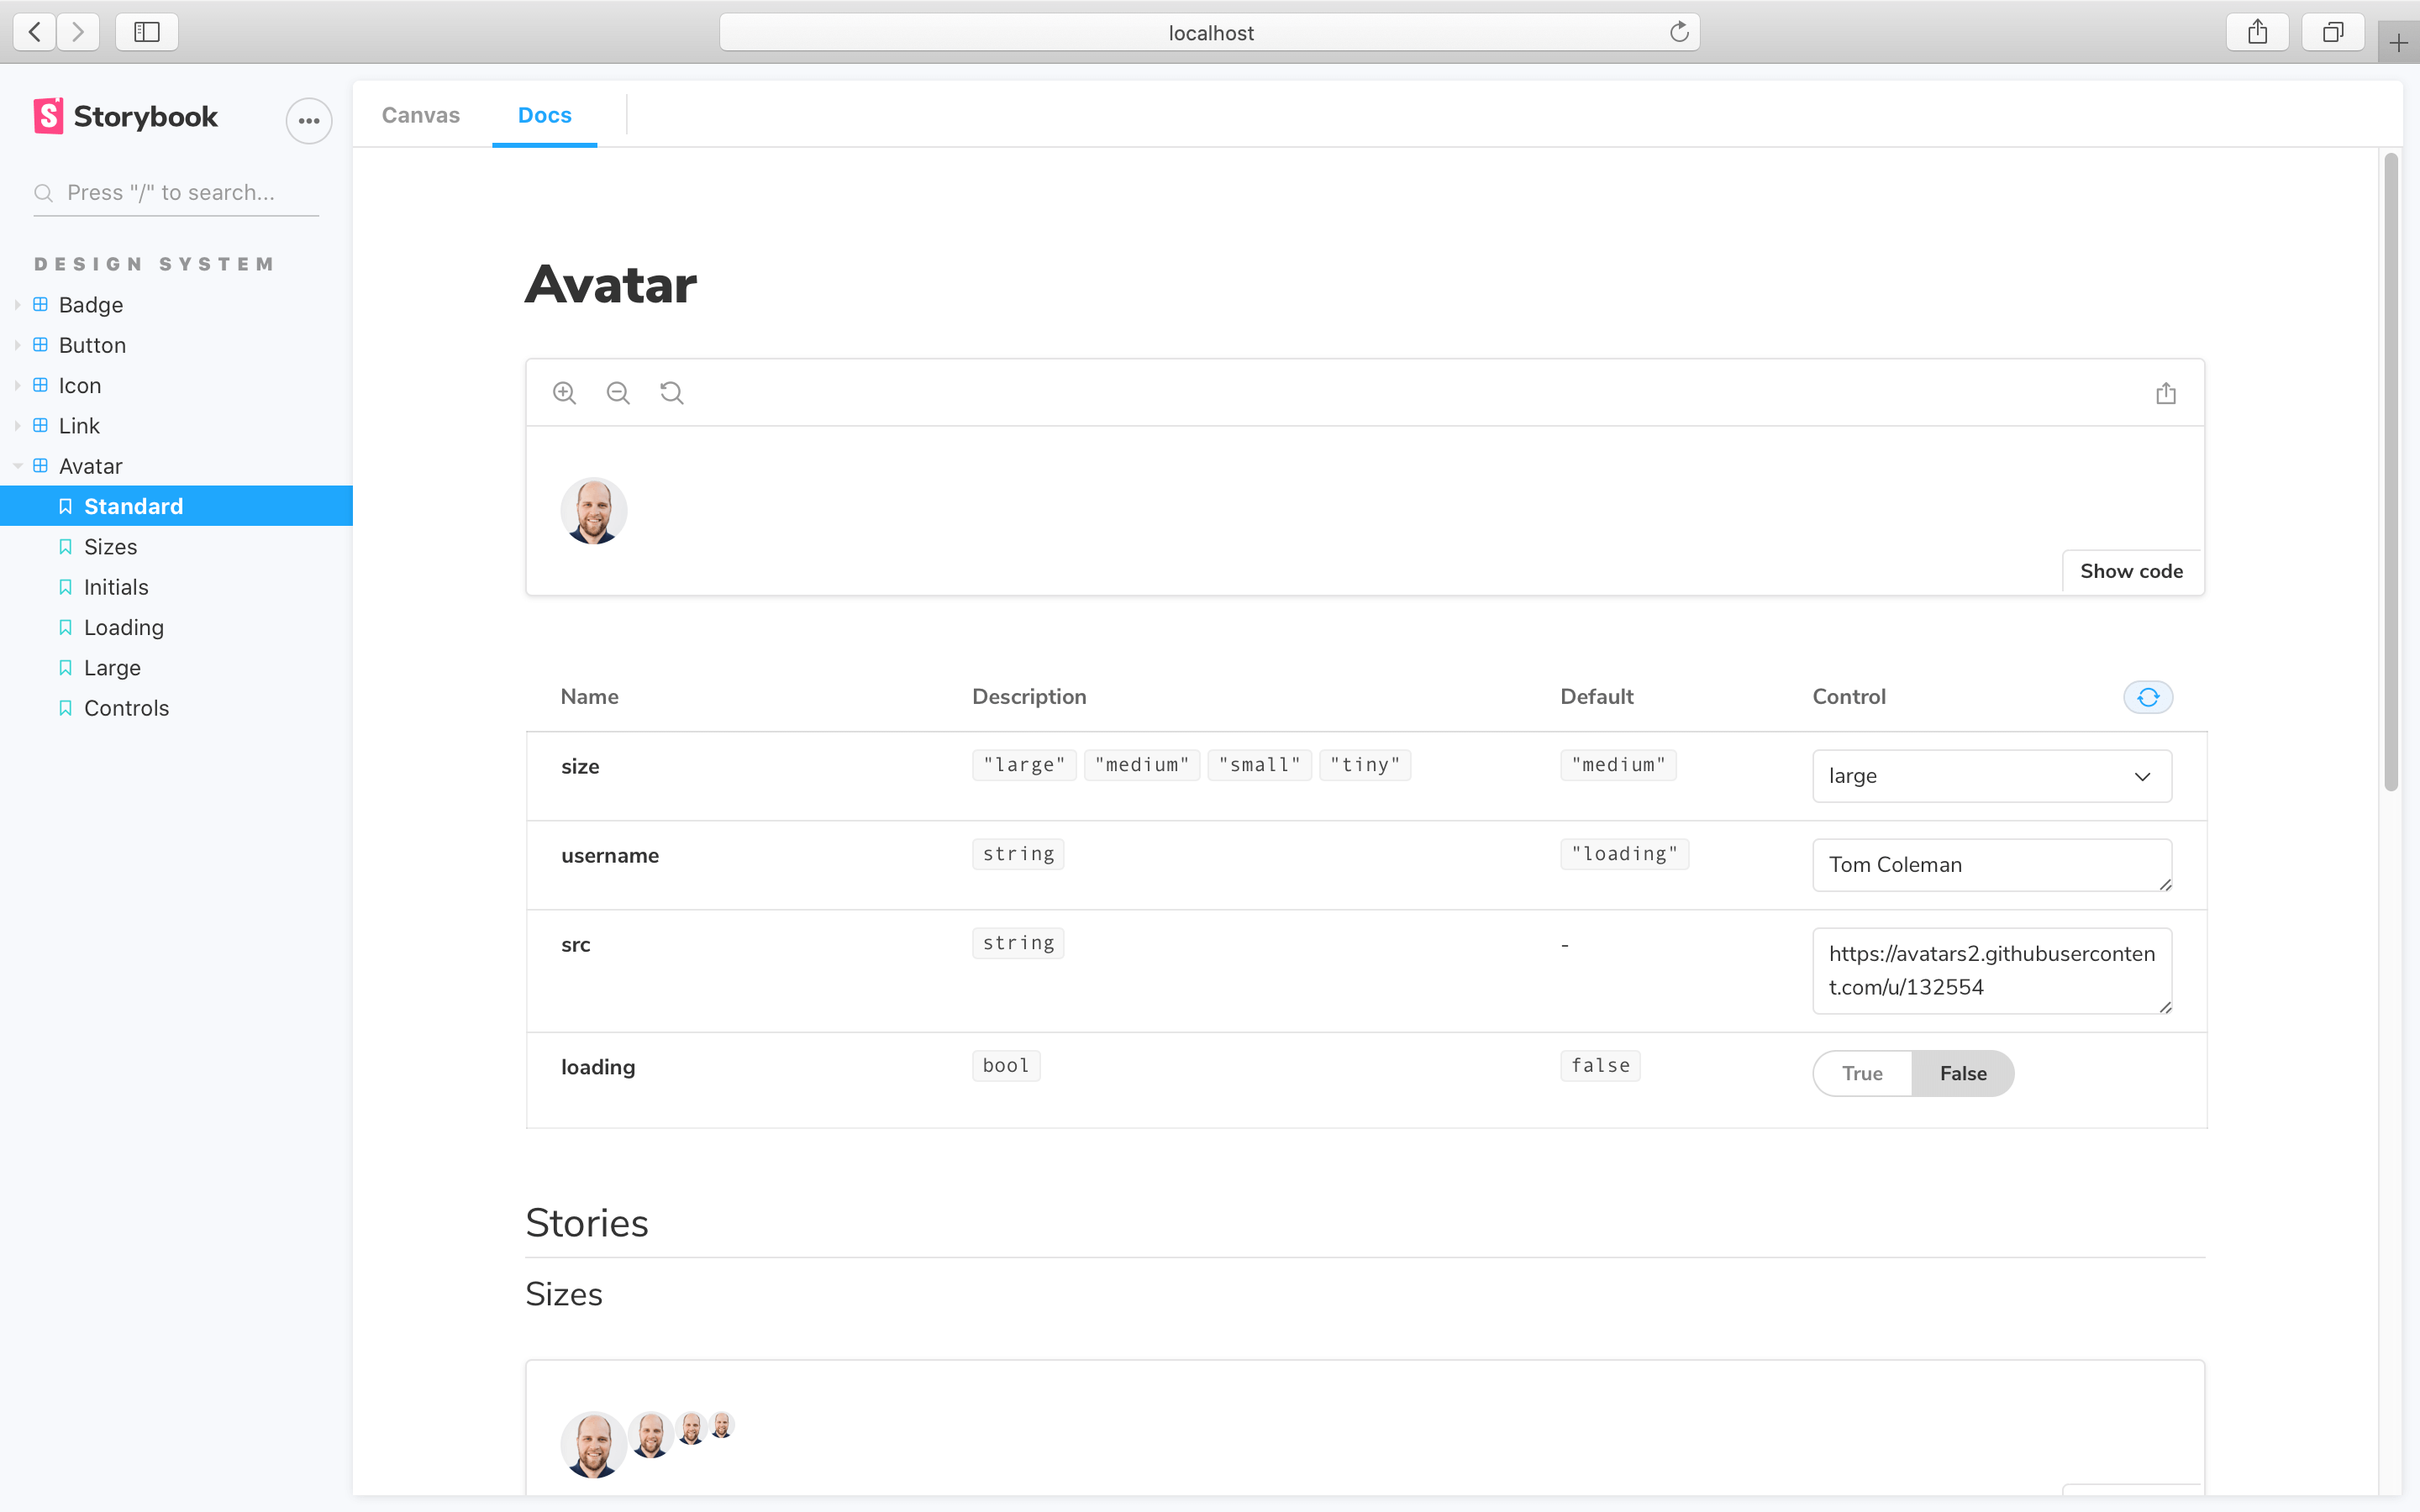 localhost
Storybook
Canvas
Docs
Press "/" to search...
DESIGN SYSTEM
Badge
Button
Icon
Link
Avatar
Standard
Sizes
Initials
Loading
Large
Controls
Avatar
Show code
Name Description Default Control
size "large" "medium" "small" "tiny" "medium" large
username string "loading" Tom Coleman
src string - https://avatars2.githubuserconten
t.com/u/132554
loading bool false True False
Stories
Sizes